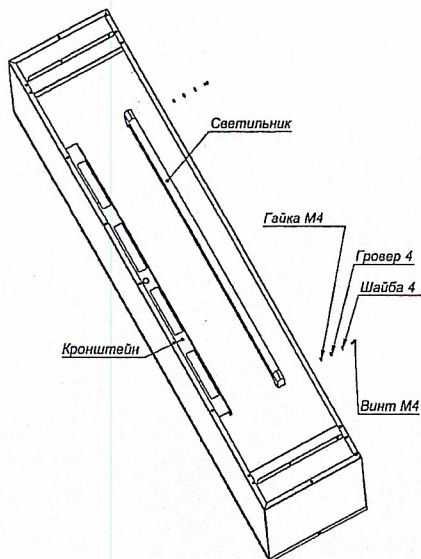 Светильник
Гайка М4
Гровер 4
Шайба 4
Кронштейн
Винт М4